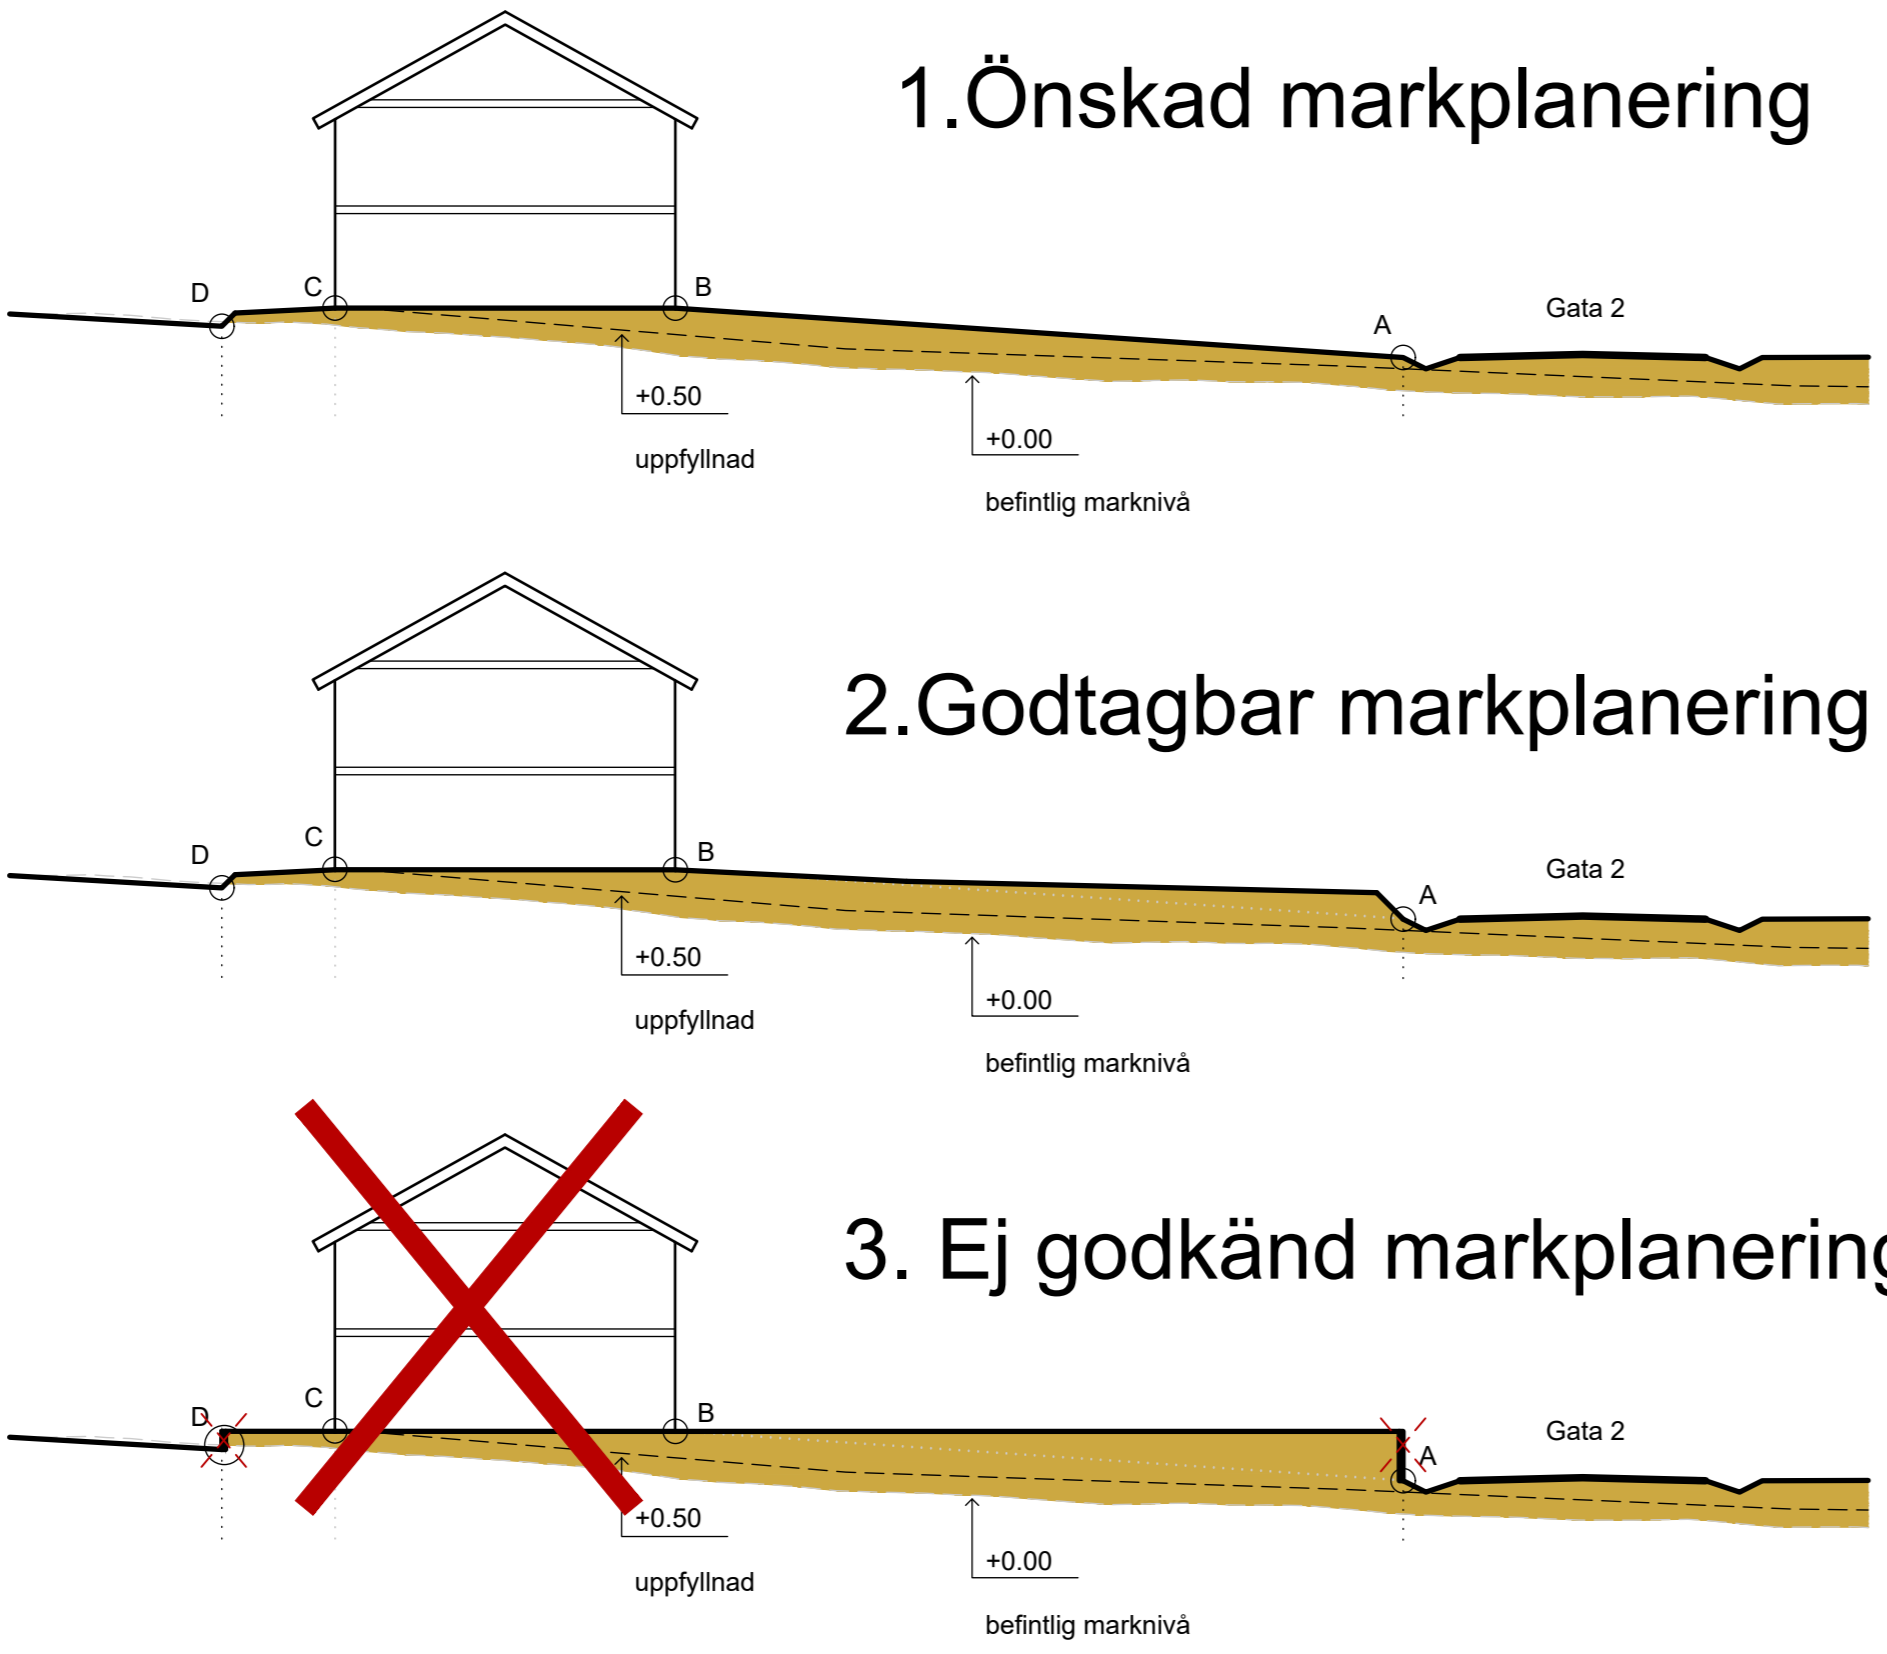 1.Önskad markplanering
D
C
B
A
Gata 2
+0.50
uppfyllnad
+0.00
befintlig marknivå
2.Godtagbar markplanering
D
C
B
A
Gata 2
+0.50
uppfyllnad
+0.00
befintlig marknivå
3. Ej godkänd markplanering
D
C
B
A
Gata 2
+0.50
uppfyllnad
+0.00
befintlig marknivå